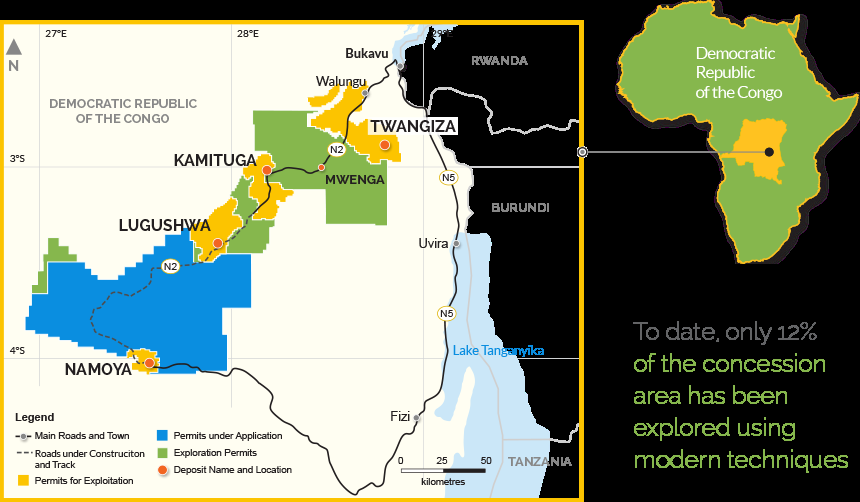 27°E
28°E
29°E
N
Bukavu
RWANDA
Walungu
DEMOCRATIC REPUBLIC
OF THE CONGO
TWANGIZA
N2
3°S
KAMITUGA
MWENGA
N5
BURUNDI
LUGUSHWA
Uvira
N2
N5
4°S
Lake Tanganyika
NAMOYA
Fizi
Legend
Main Roads and Town
Roads under Construciton
and Track
Permits for Exploitation
Permits under Application
Exploration Permits
Deposit Name and Location
0 25 50
kilometres
TANZANIA
Democratic
Republic
of the Congo
To date, only 12%
of the concession
area has been
explored using
modern techniques